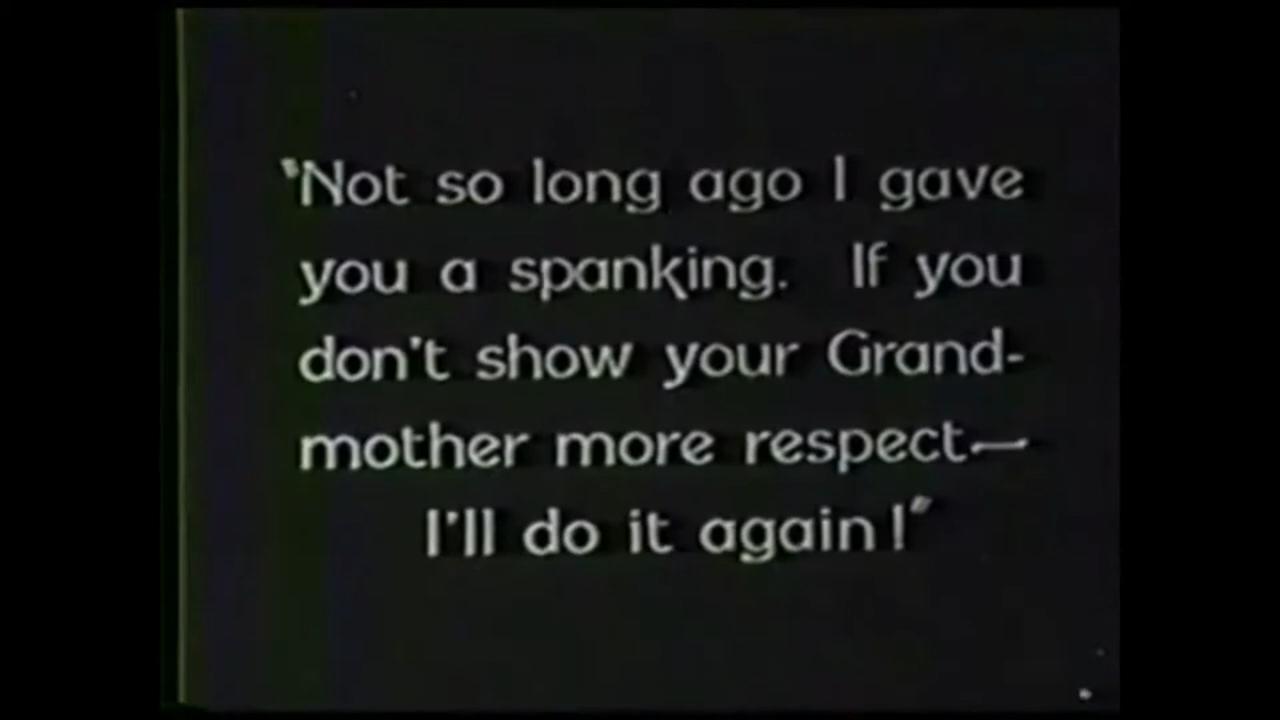 "Not so long ago I gave
you a spanking. If you
don't show your Grand-
mother more respect—
I'll do it again!"